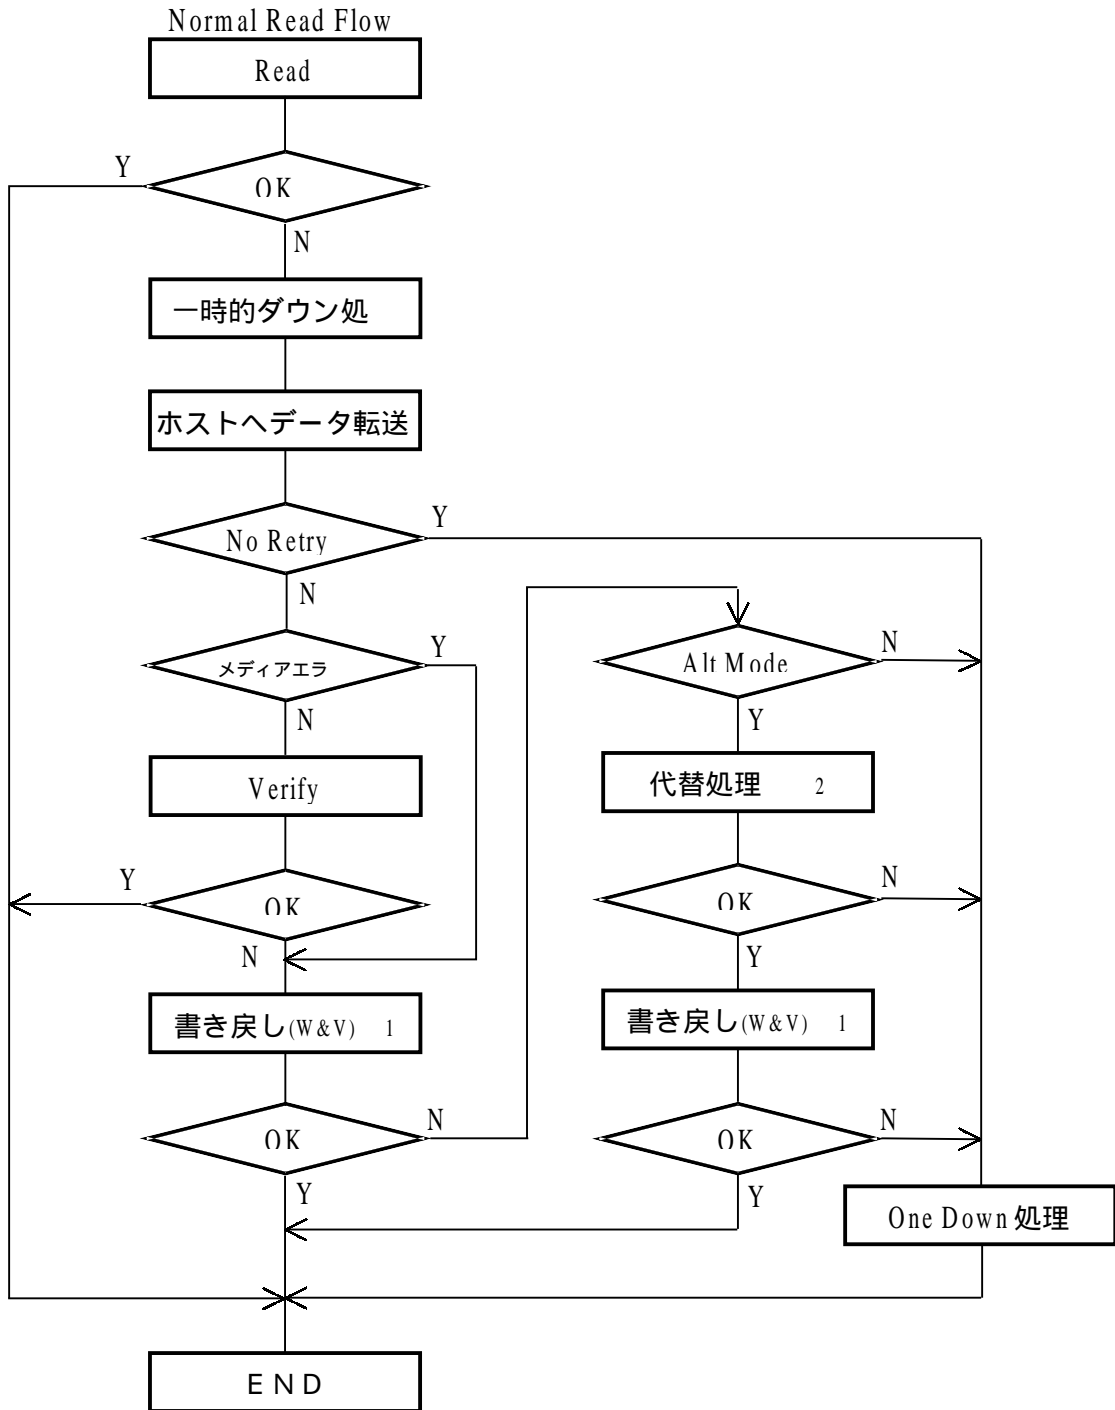 Normal Read Flow
Read
Y
OK
N
一時的ダウン処
ホストへデータ転送
No Retry
Y
N
メディアエラ
Y
N
Alt Mode
N
Y
Verify
代替処理 2
Y
OK
N
OK
N
Y
書き戻し(W&V) 1
書き戻し(W&V) 1
OK
N
Y
OK
N
Y
One Down 処理
END